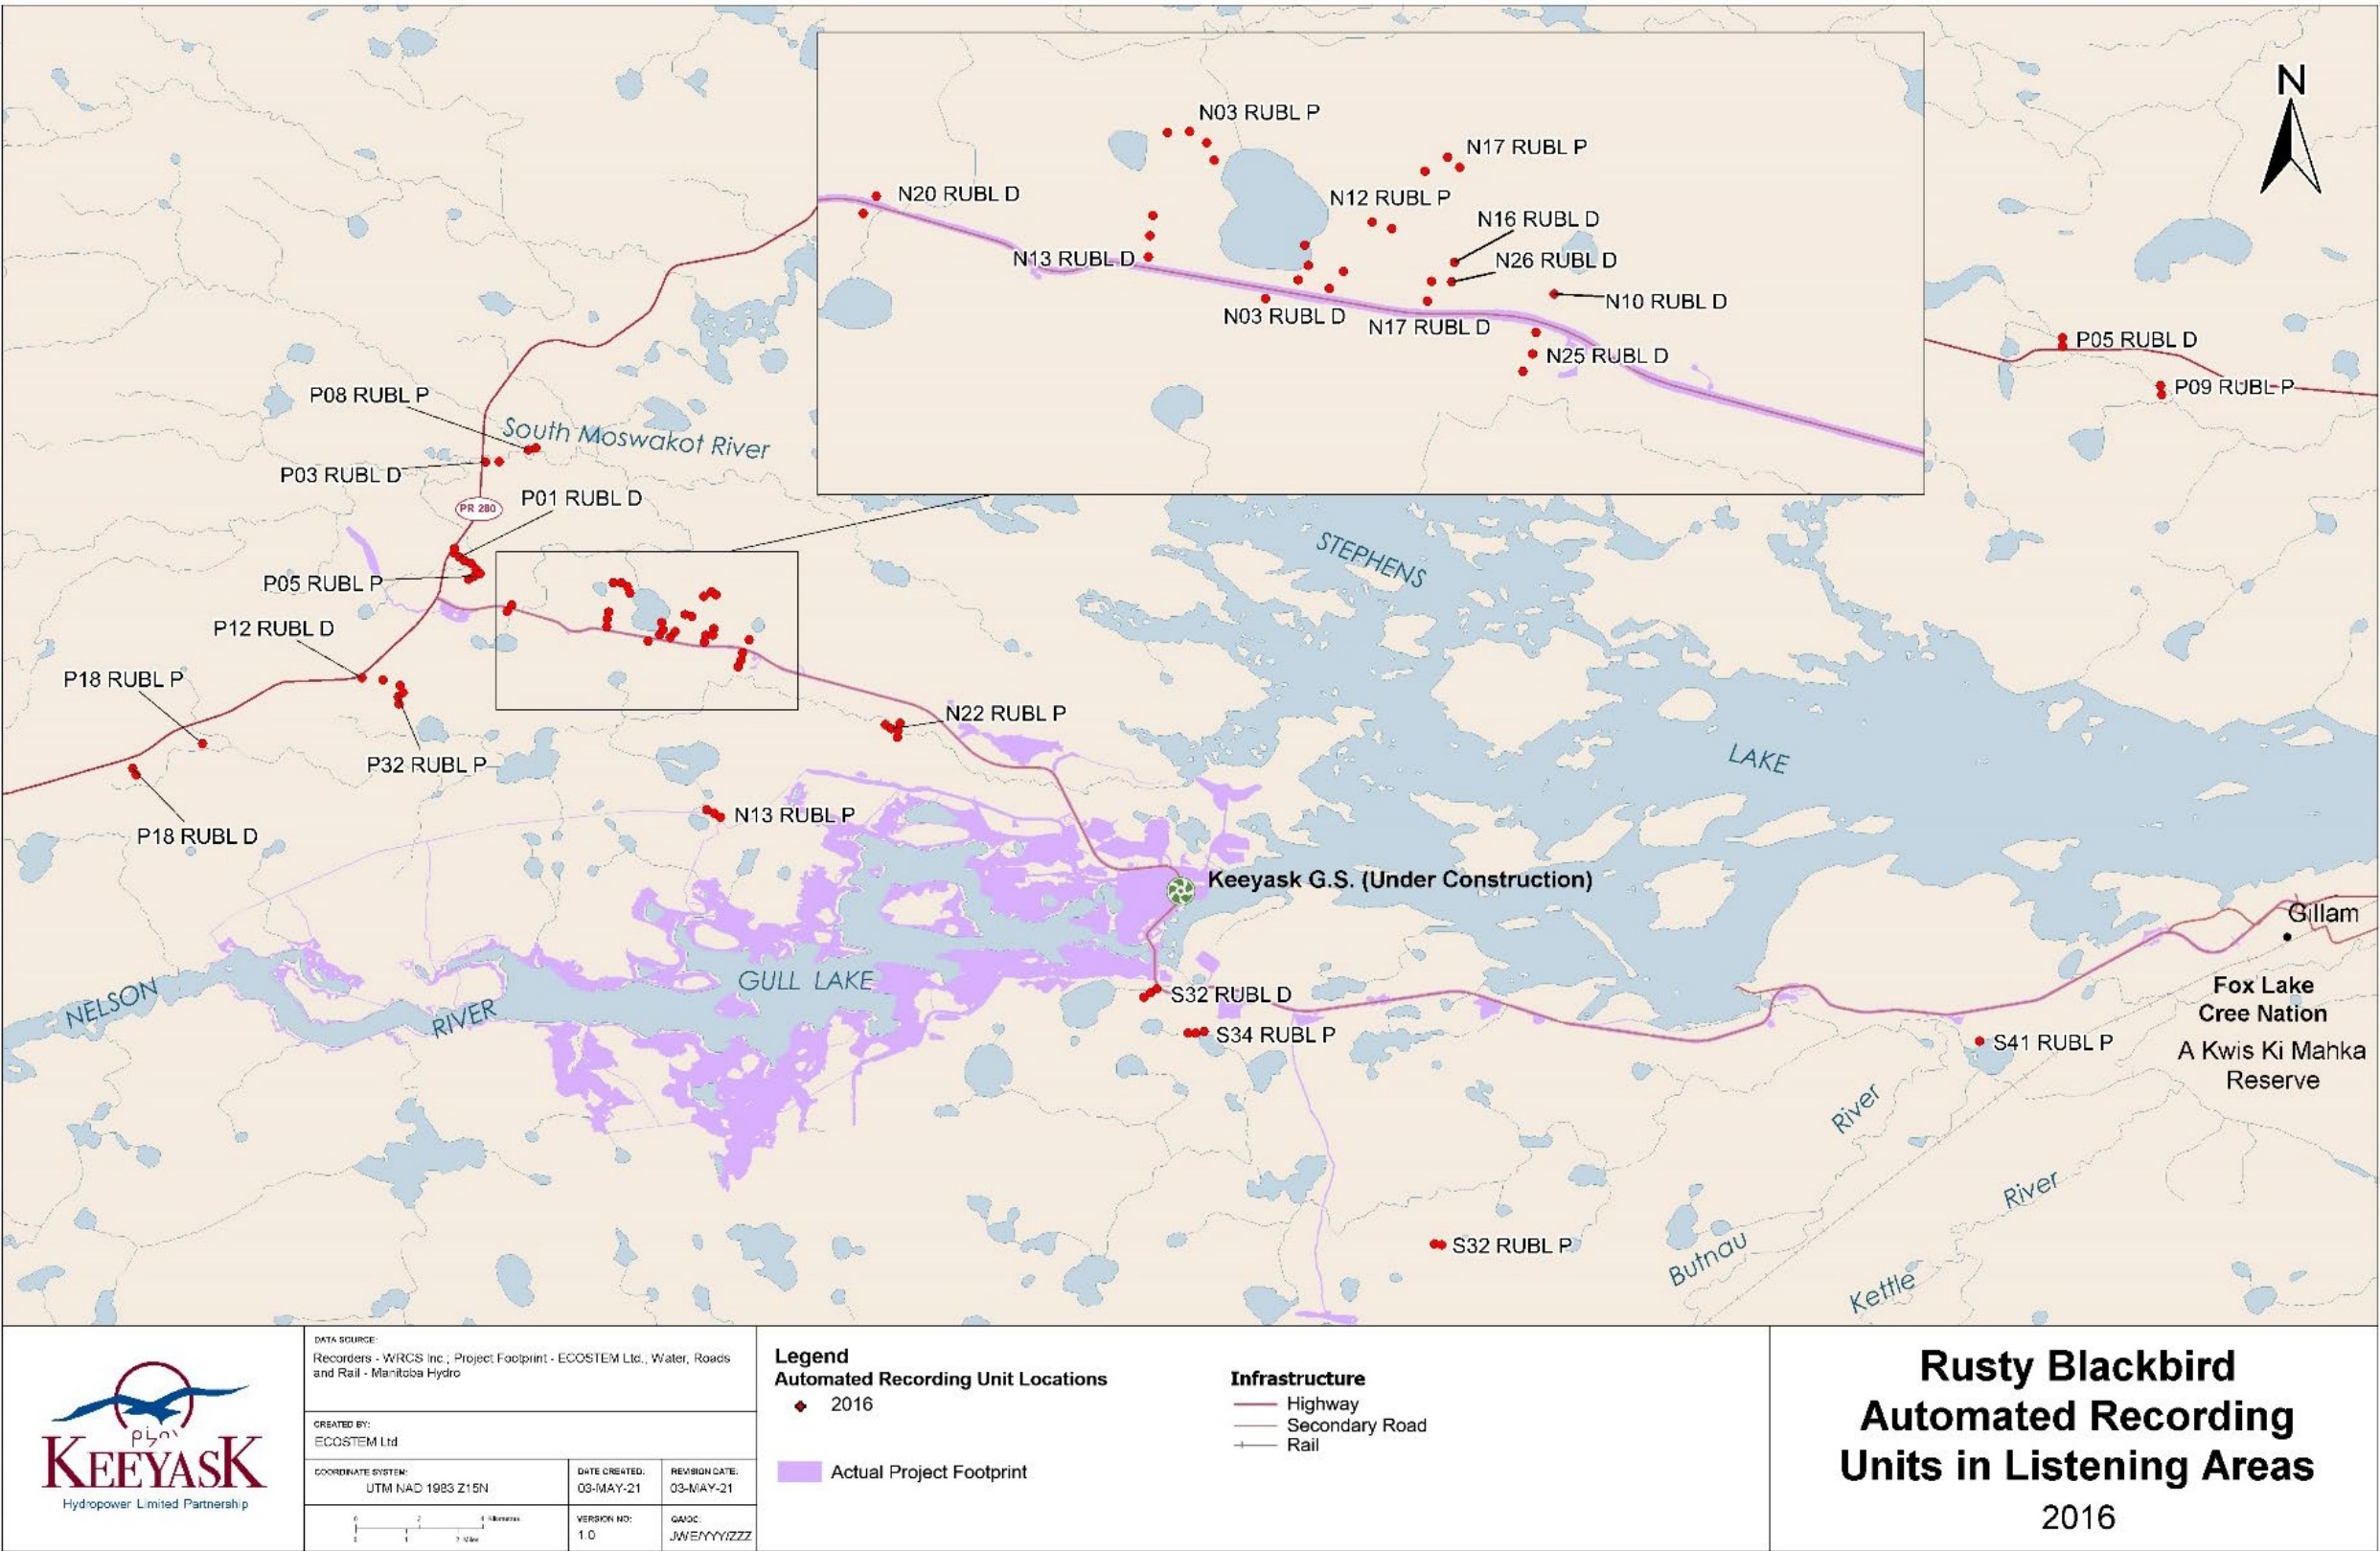 N03 RUBL P
N17 RUBL P
N20 RUBL D
N12 RUBL P
N16 RUBL D
N13 RUBL D
N26 RUBL D
N10 RUBL D
N03 RUBL D
N17 RUBL D
N25 RUBL D
N
P05 RUBL D
P09 RUBL P
P08 RUBL P
South Moswakot River
P03 RUBL D
P01 RUBL D
PR 280
STEPHENS
P05 RUBL P
P12 RUBL D
P18 RUBL P
N22 RUBL P
LAKE
P32 RUBL P
N13 RUBL P
P18 RUBL D
Keeyask G.S. (Under Construction)
Gillam
GULL LAKE
NELSON
RIVER
S32 RUBL D
S34 RUBL P
S41 RUBL P
Fox Lake
Cree Nation
A Kwis Ki Mahka
Reserve
River
River
S32 RUBL P
Butnau
Kettle
KEEYASK
Hydropower Limited Partnership
DATA SOURCE:
Recorders - WRCS Inc.; Project Footprint - ECOSTEM Ltd.; Water, Roads
and Rail - Manitoba Hydro
CREATED BY:
ECOSTEM Ltd.
COORDINATE SYSTEM:
UTM NAD 1983 Z15N
DATE CREATED:
03-MAY-21
REVISION DATE:
03-MAY-21
0 2 4 Kilometres
0 1 2 Miles
VERSION NO:
1.0
QA/QC:
JWE/YYY/ZZZ
Legend
Automated Recording Unit Locations
2016
Actual Project Footprint
Infrastructure
Highway
Secondary Road
Rail
Rusty Blackbird
Automated Recording
Units in Listening Areas
2016